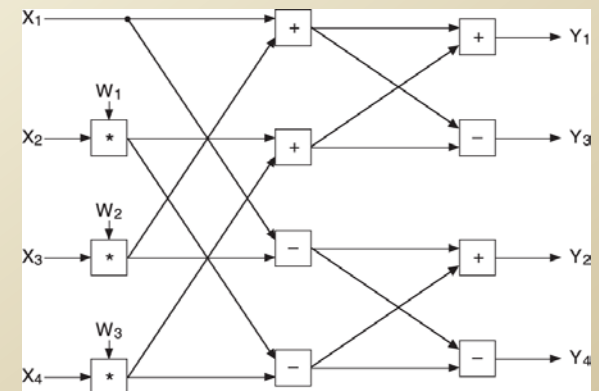 X1 + + Y1
W1
X2 * + − Y3
W2
X3 * − + Y2
W3
X4 * − − Y4